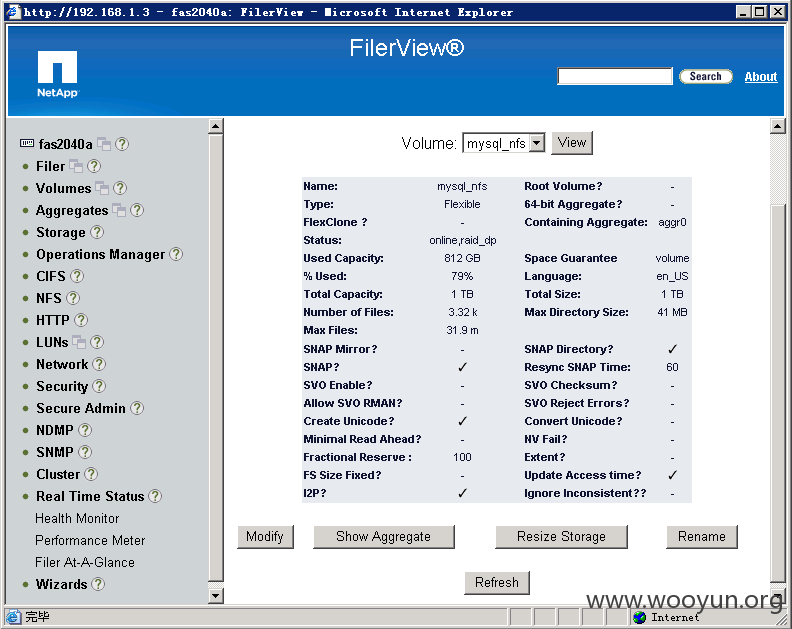 http://192.168.1.3 - fas2040a: FilerView - Microsoft Internet Explorer
FilerView®
NetApp
Search
About
fas2040a
Filer
Volumes
Aggregates
Storage
Operations Manager
CIFS
NFS
HTTP
LUNs
Network
Security
Secure Admin
NDMP
SNMP
Cluster
Real Time Status
Health Monitor
Performance Meter
Filer At-A-Glance
Wizards
Volume: mysql_nfs View
Name: mysql_nfs Root Volume? -
Type: Flexible 64-bit Aggregate? -
FlexClone ? - Containing Aggregate: aggr0
Status: online,raid_dp
Used Capacity: 812 GB Space Guarantee volume
% Used: 79% Language: en_US
Total Capacity: 1 TB Total Size: 1 TB
Number of Files: 3.32 k Max Directory Size: 41 MB
Max Files: 31.9 m
SNAP Mirror? - SNAP Directory? ✓
SNAP? ✓ Resync SNAP Time: 60
SVO Enable? - SVO Checksum? -
Allow SVO RMAN? - SVO Reject Errors? -
Create Unicode? ✓ Convert Unicode? -
Minimal Read Ahead? - NV Fail? -
Fractional Reserve : 100 Extent? -
FS Size Fixed? - Update Access time? ✓
I2P? ✓ Ignore Inconsistent?? -
Modify Show Aggregate Resize Storage Rename
Refresh
www.wooyun.org
完毕 Internet